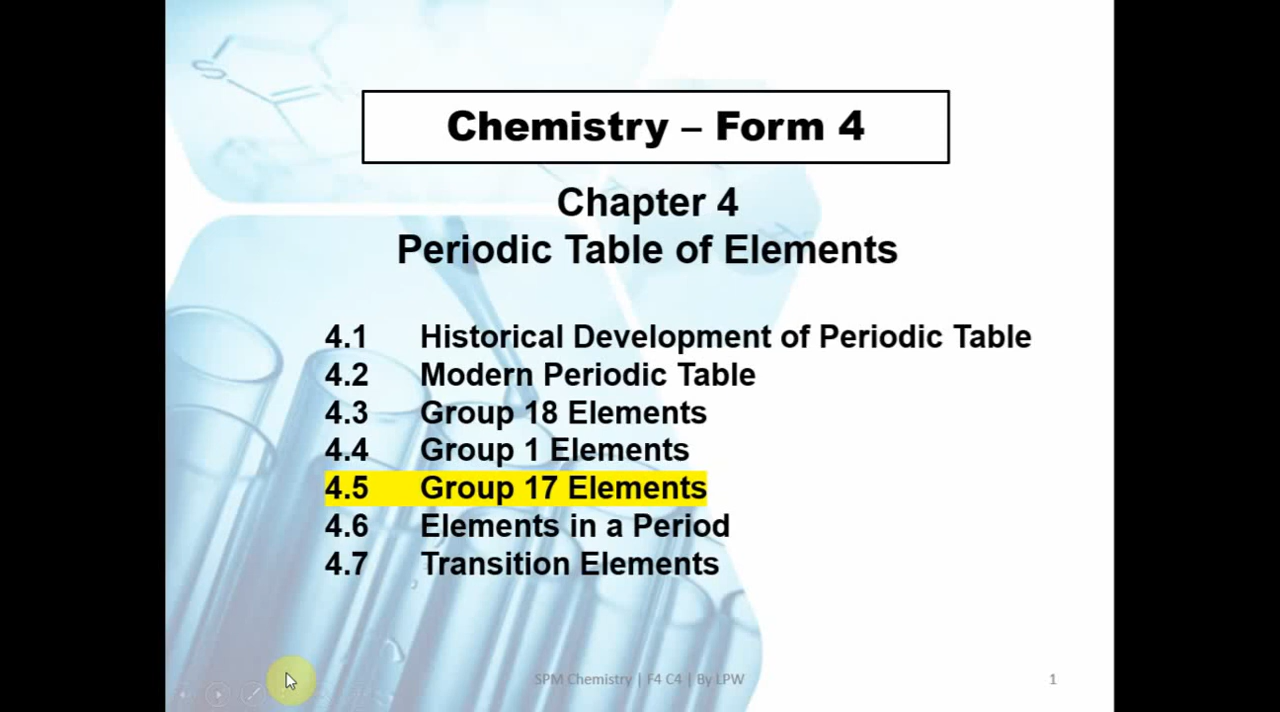 Chemistry – Form 4
Chapter 4
Periodic Table of Elements
4.1 Historical Development of Periodic Table
4.2 Modern Periodic Table
4.3 Group 18 Elements
4.4 Group 1 Elements
4.5 Group 17 Elements
4.6 Elements in a Period
4.7 Transition Elements
SPM Chemistry | F4 C4 | By LPW
1